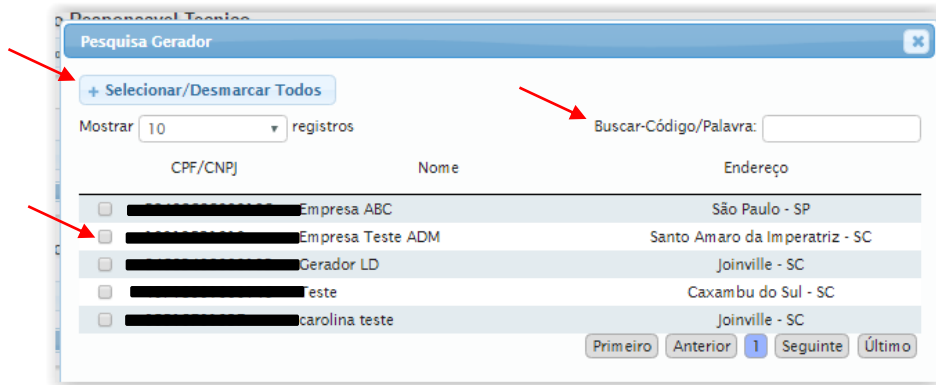 Responsavel Tecnico
Pesquisa Gerador
+ Selecionar/Desmarcar Todos
Mostrar 10 registros Buscar-Código/Palavra:
CPF/CNPJ Nome Endereço
Empresa ABC São Paulo - SP
Empresa Teste ADM Santo Amaro da Imperatriz - SC
Gerador LD Joinville - SC
Teste Caxambu do Sul - SC
carolina teste Joinville - SC
Primeiro Anterior 1 Seguinte Último